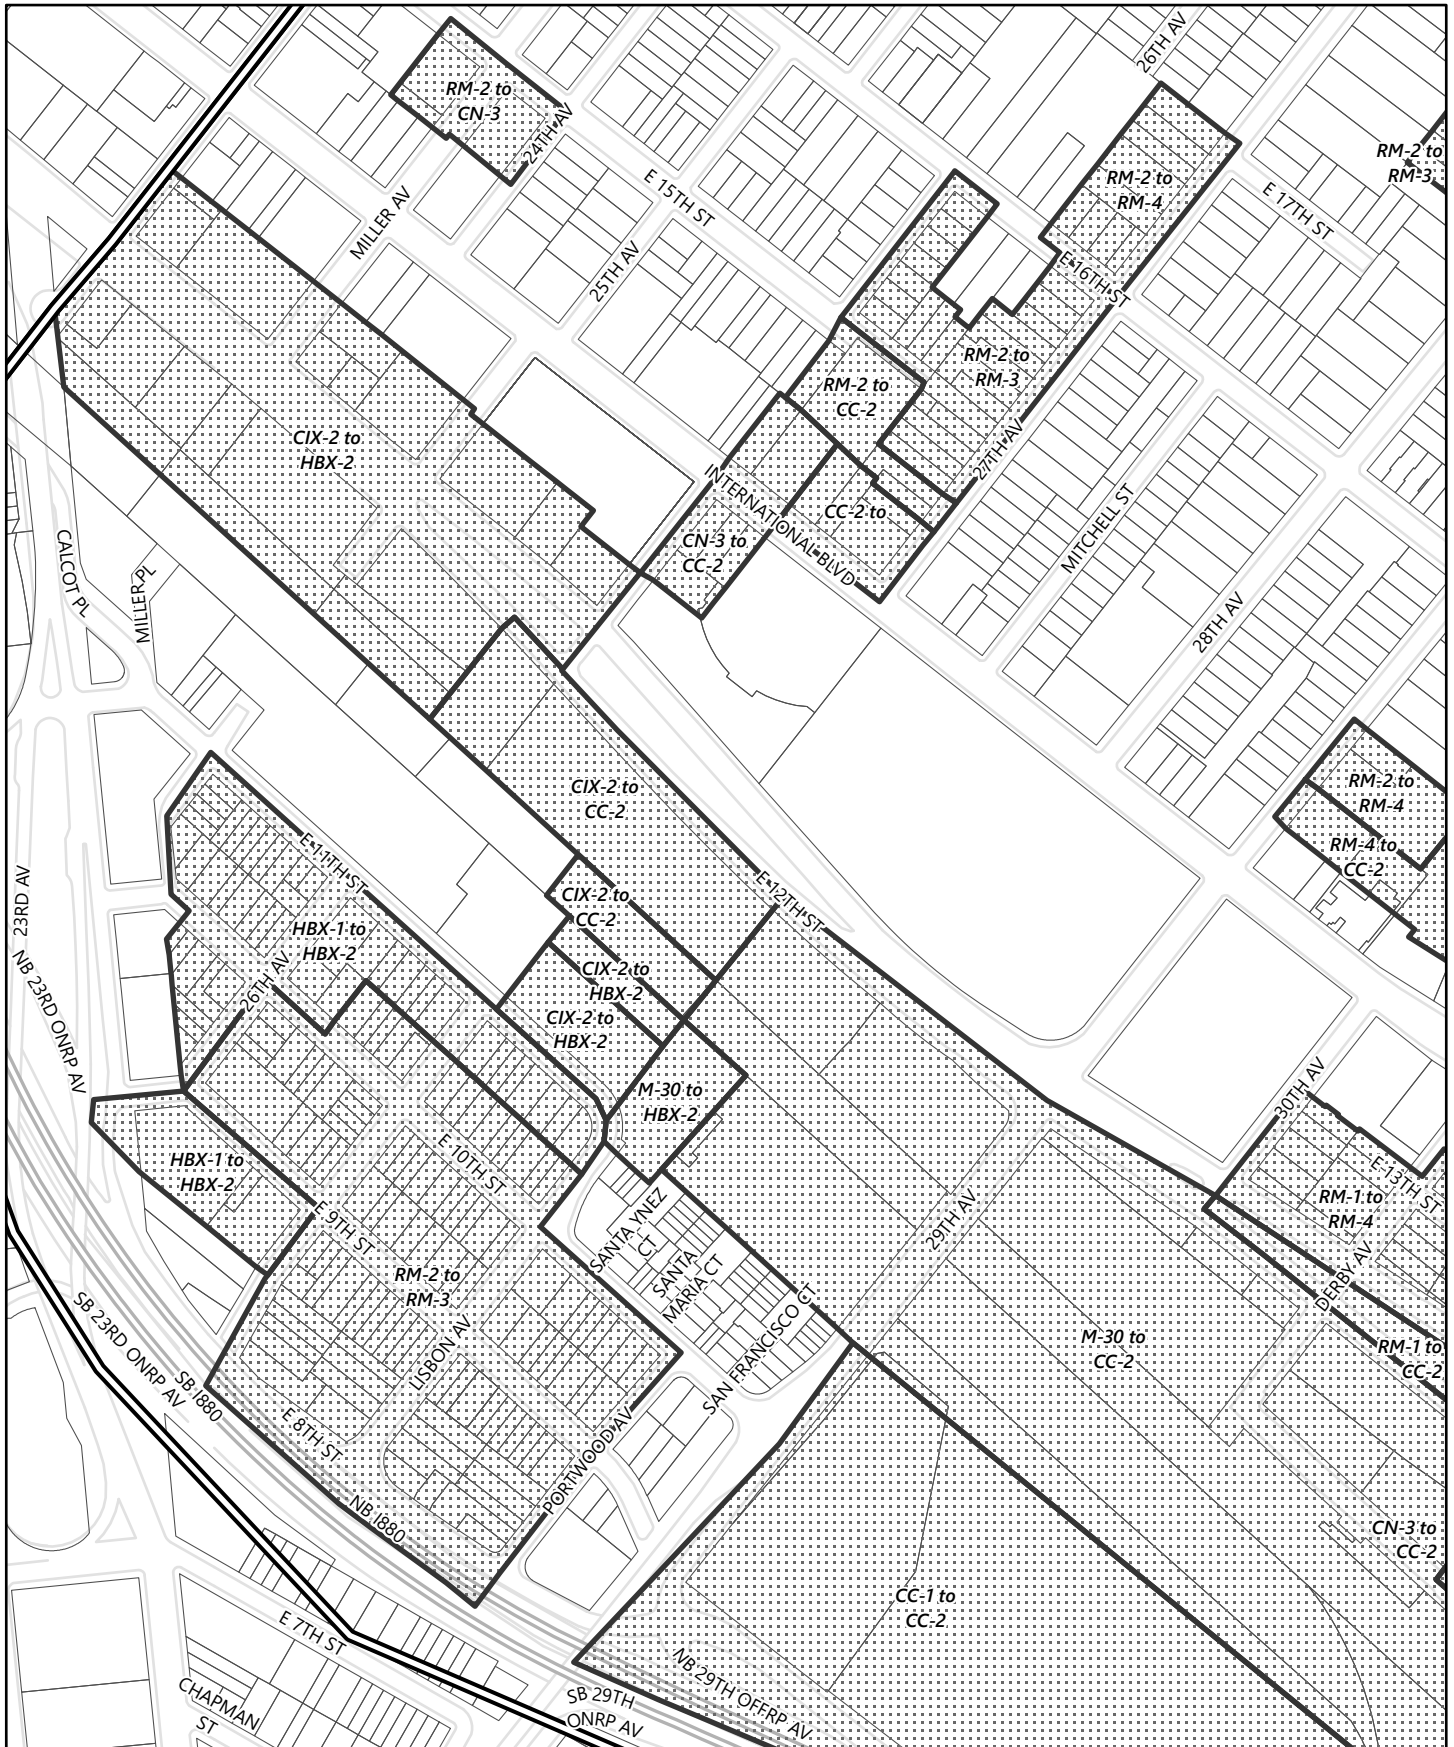 26TH AV
RM-2 to
CN-3
24TH AV
RM-2 to
RM-3
RM-2 to
RM-4
E 15TH ST
E 17TH ST
MILLER AV
25TH AV
E 16TH ST
RM-2 to
RM-3
RM-2 to
CC-2
CIX-2 to
HBX-2
27TH AV
INTERNATIONAL BLVD
CC-2 to
CN-3 to
CC-2
MITCHELL ST
CALCOT PL
MILLER PL
28TH AV
CIX-2 to
CC-2
RM-2 to
RM-4
RM-4 to
CC-2
E 11TH ST
E 12TH ST
CIX-2 to
CC-2
23RD AV
HBX-1 to
HBX-2
26TH AV
CIX-2 to
HBX-2
CIX-2 to
HBX-2
NB 23RD ONRP AV
M-30 to
HBX-2
30TH AV
HBX-1 to
HBX-2
E 10TH ST
E 13TH ST
RM-1 to
RM-4
E 9TH ST
SANTA YNEZ
CT
29TH AV
SANTA
MARIA CT
RM-2 to
RM-3
DERBY AV
SAN FRANCISCO CT
SB 23RD ONRP AV
LISBON AV
M-30 to
CC-2
RM-1 to
CC-2
SB I880
E 8TH ST
PORTWOOD AV
NB I880
CN-3 to
CC-2
CC-1 to
CC-2
E 7TH ST
NB 29TH OFFRP AV
CHAPMAN
ST
SB 29TH
ONRP AV